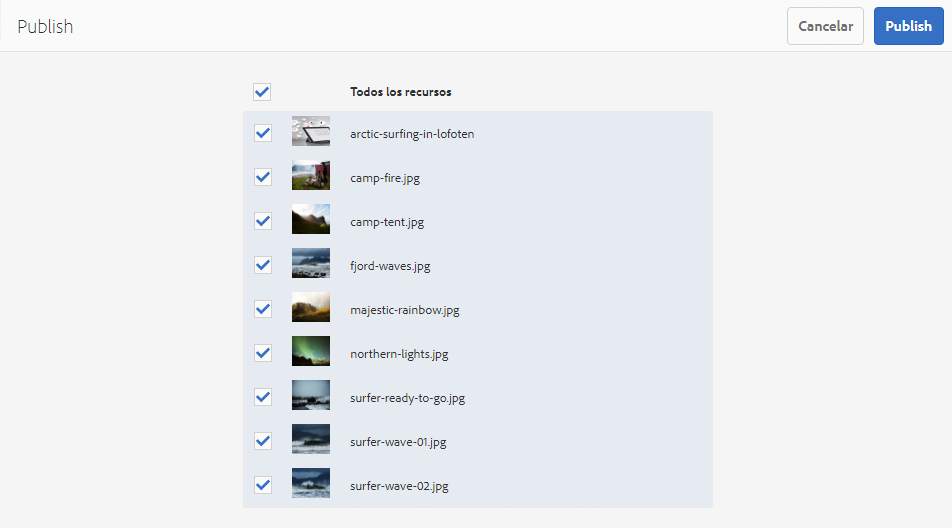 Publish
Cancelar
Publish
Todos los recursos
arctic-surfing-in-lofoten
camp-fire.jpg
camp-tent.jpg
fjord-waves.jpg
majestic-rainbow.jpg
northern-lights.jpg
surfer-ready-to-go.jpg
surfer-wave-01.jpg
surfer-wave-02.jpg